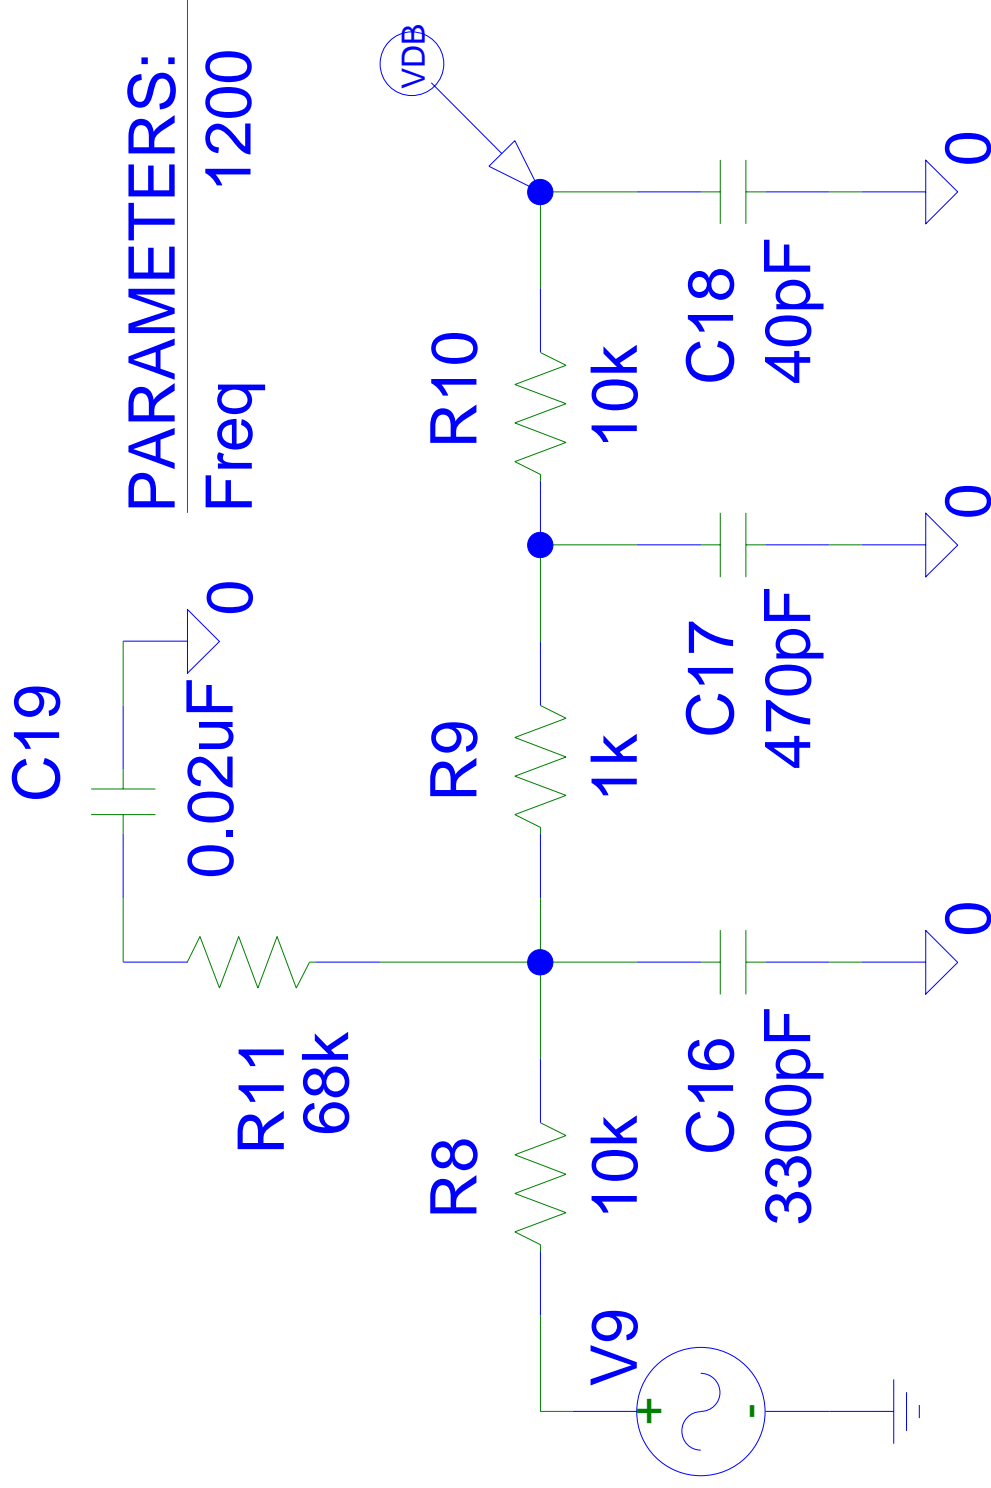 PARAMETERS:
Freq 1200
C19
0.02uF
0
R11
68k
VDB
R8
10k
R9
1k
R10
10k
V9
+
-
C16
3300pF
0
C17
470pF
0
C18
40pF
0